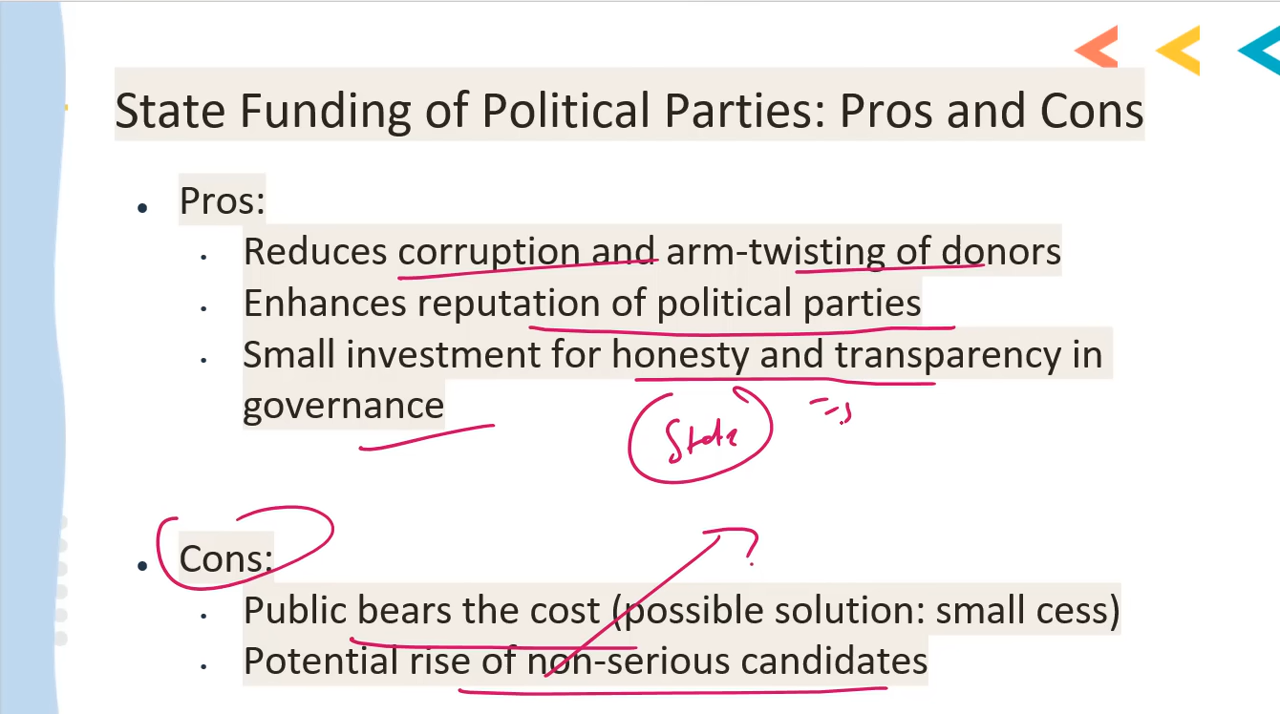 State Funding of Political Parties: Pros and Cons
• Pros:
• Reduces corruption and arm-twisting of donors
• Enhances reputation of political parties
• Small investment for honesty and transparency in
governance
State
• Cons:
?
• Public bears the cost (possible solution: small cess)
• Potential rise of non-serious candidates